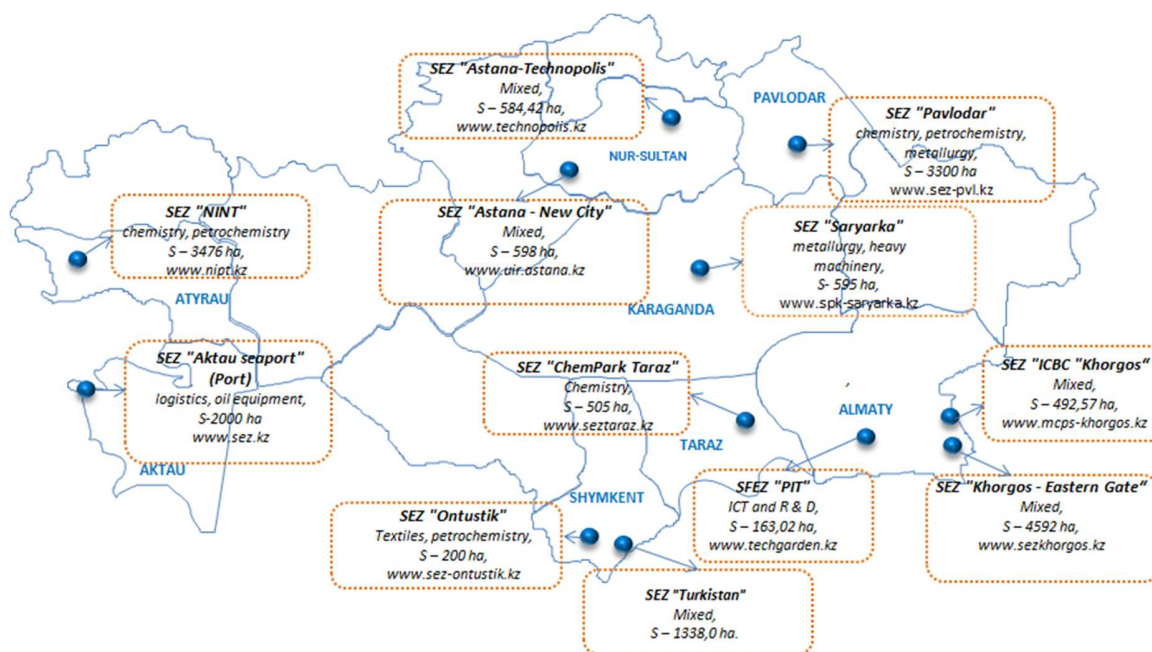 SEZ "Astana-Technopolis"
Mixed,
S – 584,42 ha,
www.technopolis.kz
PAVLODAR
SEZ "Pavlodar"
chemistry, petrochemistry,
metallurgy,
S – 3300 ha
www.sez-pvl.kz
NUR-SULTAN
SEZ "NINT"
chemistry, petrochemistry
S – 3476 ha,
www.nipt.kz
ATYRAU
SEZ "Astana - New City"
Mixed,
S – 598 ha,
www.uir.astana.kz
SEZ "Saryarka"
metallurgy, heavy
machinery,
S- 595 ha,
www.spk-saryarka.kz
KARAGANDA
SEZ "Aktau seaport"
(Port)
logistics, oil equipment,
S-2000 ha
www.sez.kz
AKTAU
SEZ "ChemPark Taraz"
Chemistry,
S – 505 ha,
www.seztaraz.kz
TARAZ
,
ALMATY
SEZ "ICBC "Khorgos“
Mixed,
S – 492,57 ha,
www.mcps-khorgos.kz
SHYMKENT
SEZ "Ontustik"
Textiles, petrochemistry,
S – 200 ha,
www.sez-ontustik.kz
SFEZ "PIT"
ICT and R & D,
S – 163,02 ha,
www.techgarden.kz
SEZ "Khorgos - Eastern Gate“
Mixed,
S – 4592 ha,
www.sezkhorgos.kz
SEZ "Turkistan"
Mixed,
S – 1338,0 ha.